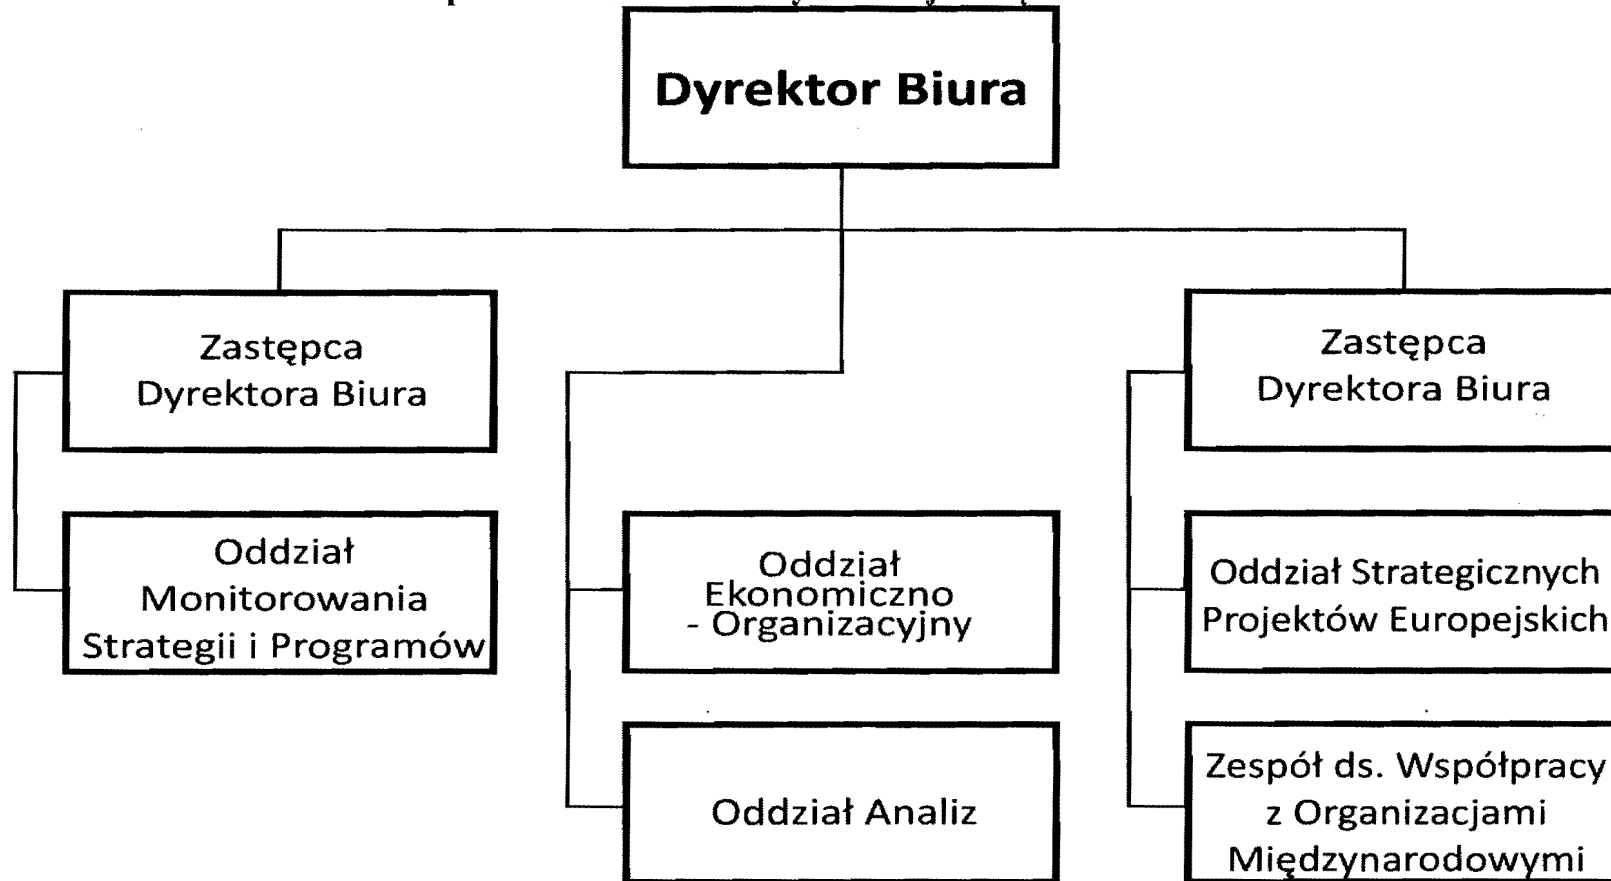 Dyrektor Biura
Zastępca
Dyrektora Biura
Zastępca
Dyrektora Biura
Oddział
Monitorowania
Strategii i Programów
Oddział
Ekonomiczno
- Organizacyjny
Oddział Strategicznych
Projektów Europejskich
Oddział Analiz
Zespół ds. Współpracy
z Organizacjami
Międzynarodowymi